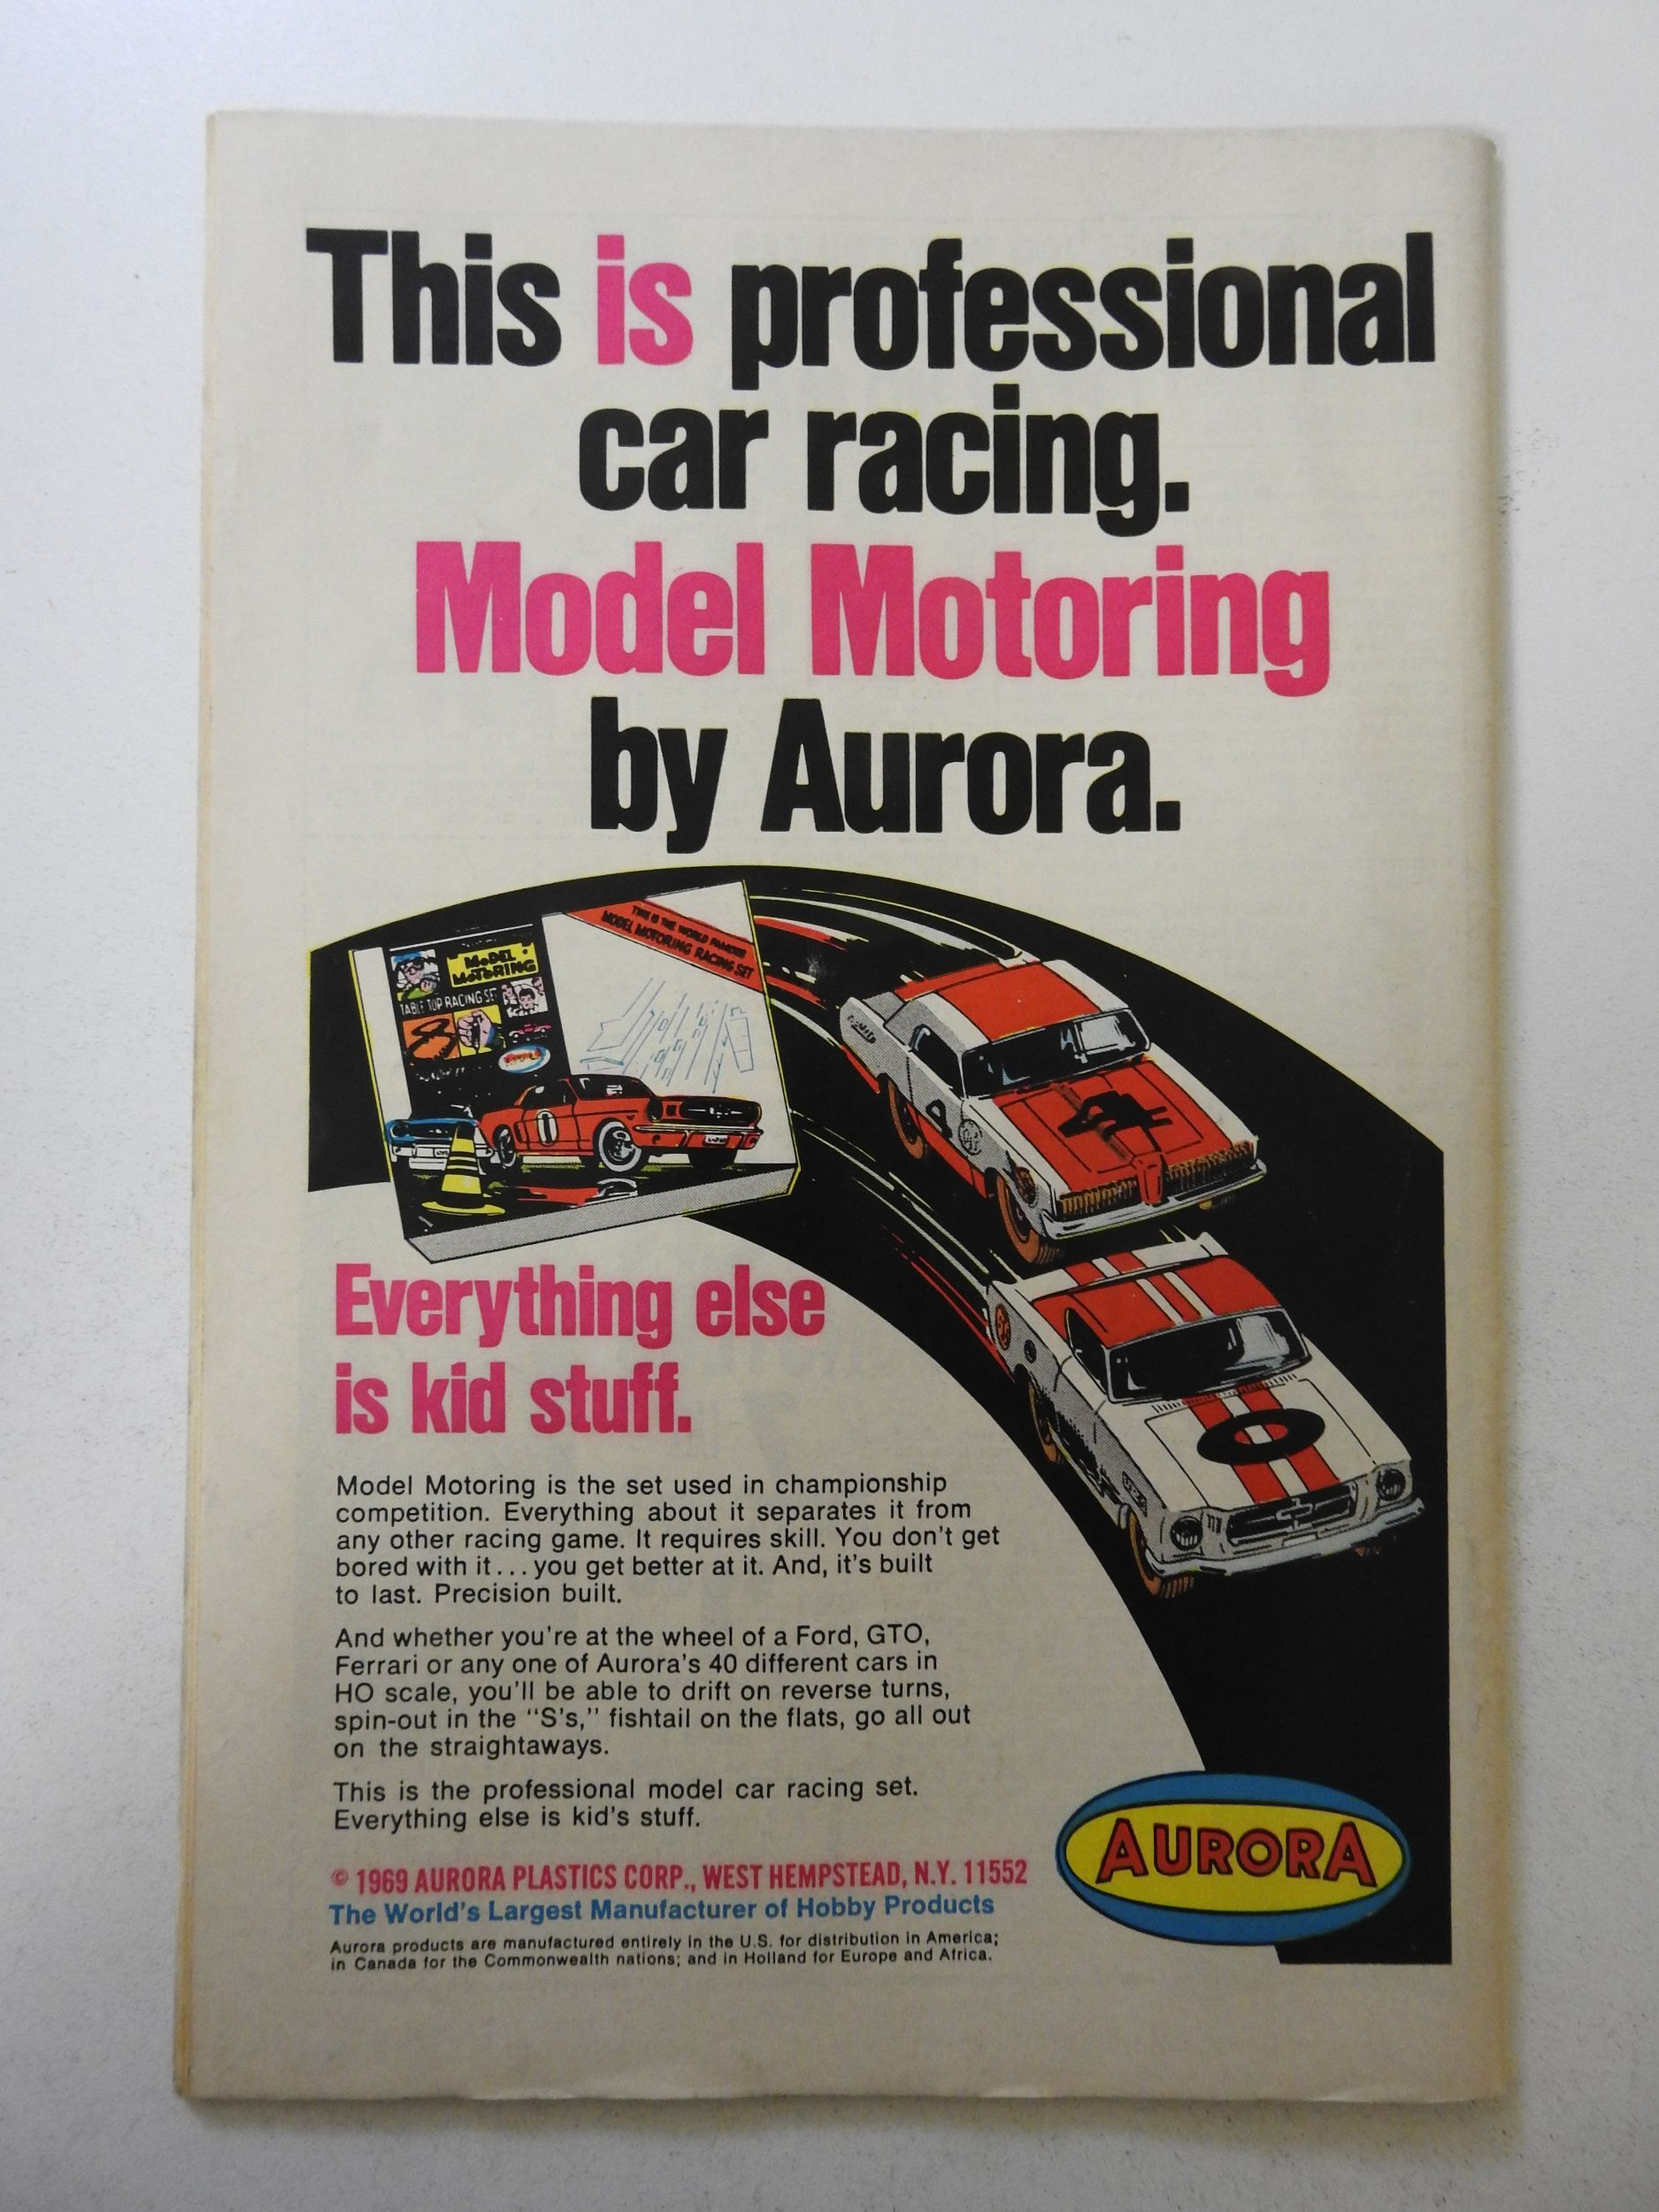 This is professional
car racing.
Model Motoring
by Aurora.
THIS IS THE WORLD FAMOUS
MODEL MOTORING RACING SET
MODEL
MOTORING
TABLE TOP RACING SET
Everything else
is kid stuff.
Model Motoring is the set used in championship
competition. Everything about it separates it from
any other racing game. It requires skill. You don't get
bored with it...you get better at it. And, it's built
to last. Precision built.
And whether you're at the wheel of a Ford, GTO,
Ferrari or any one of Aurora's 40 different cars in
HO scale, you'll be able to drift on reverse turns,
spin-out in the "S's," fishtail on the flats, go all out
on the straightaways.
This is the professional model car racing set.
Everything else is kid's stuff.
© 1969 AURORA PLASTICS CORP., WEST HEMPSTEAD, N.Y. 11552
The World's Largest Manufacturer of Hobby Products
Aurora products are manufactured entirely in the U.S. for distribution in America;
in Canada for the Commonwealth nations; and in Holland for Europe and Africa.
AURORA